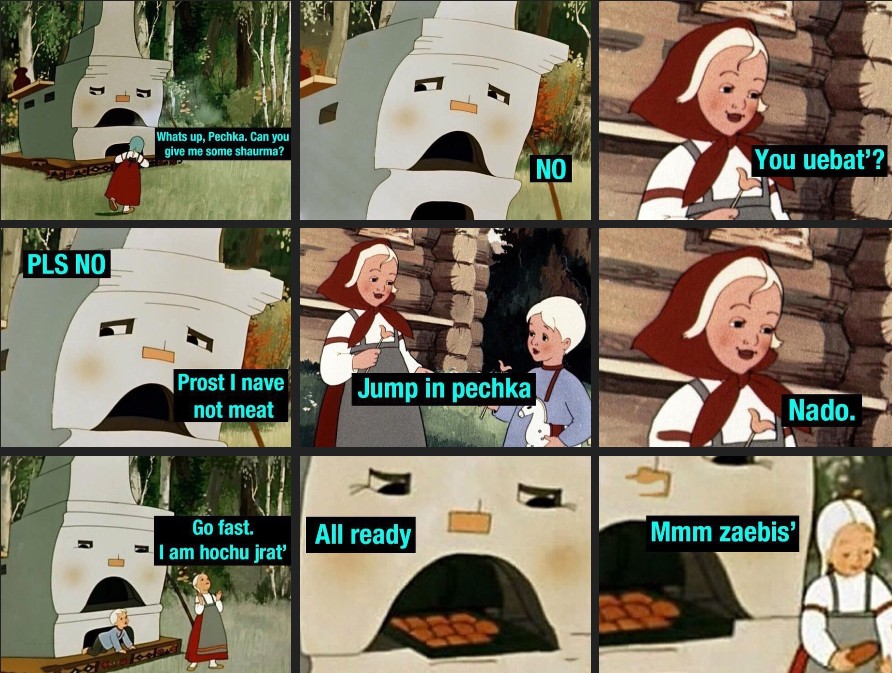 Whats up, Pechka. Can you
give me some shaurma?
NO
You uebat'?
PLS NO
Prost I nave
not meat
Jump in pechka
Nado.
Go fast.
I am hochu jrat'
All ready
Mmm zaebis'